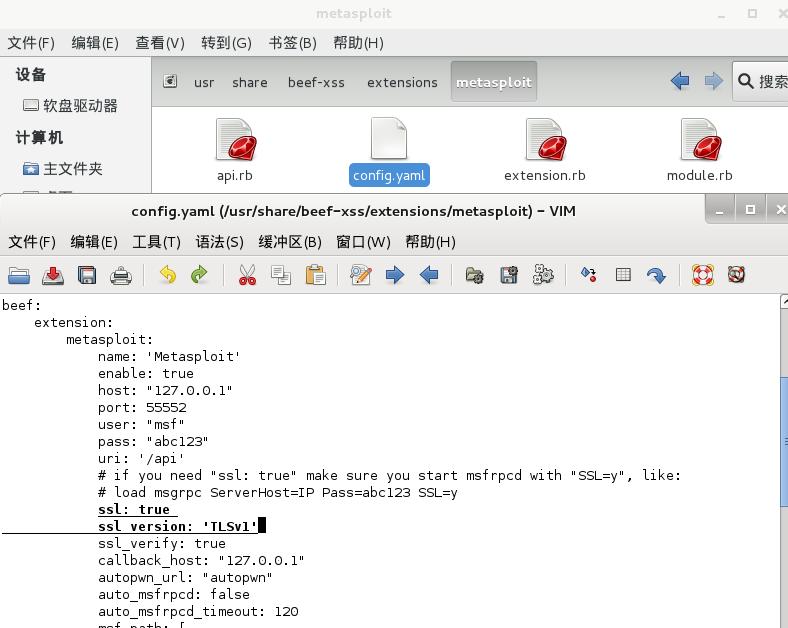 metasploit
文件(F) 编辑(E) 查看(V) 转到(G) 书签(B) 帮助(H)
设备
软盘驱动器
计算机
主文件夹
usr share beef-xss extensions metasploit 搜索
api.rb config.yaml extension.rb module.rb
config.yaml (/usr/share/beef-xss/extensions/metasploit) - VIM
文件(F) 编辑(E) 工具(T) 语法(S) 缓冲区(B) 窗口(W) 帮助(H)
beef:
extension:
metasploit:
name: 'Metasploit'
enable: true
host: "127.0.0.1"
port: 55552
user: "msf"
pass: "abc123"
uri: '/api'
# if you need "ssl: true" make sure you start msfrpcd with "SSL=y", like:
# load msgrpc ServerHost=IP Pass=abc123 SSL=y
ssl: true
ssl_version: 'TLSv1'
ssl_verify: true
callback_host: "127.0.0.1"
autopwn_url: "autopwn"
auto_msfrpcd: false
auto_msfrpcd_timeout: 120